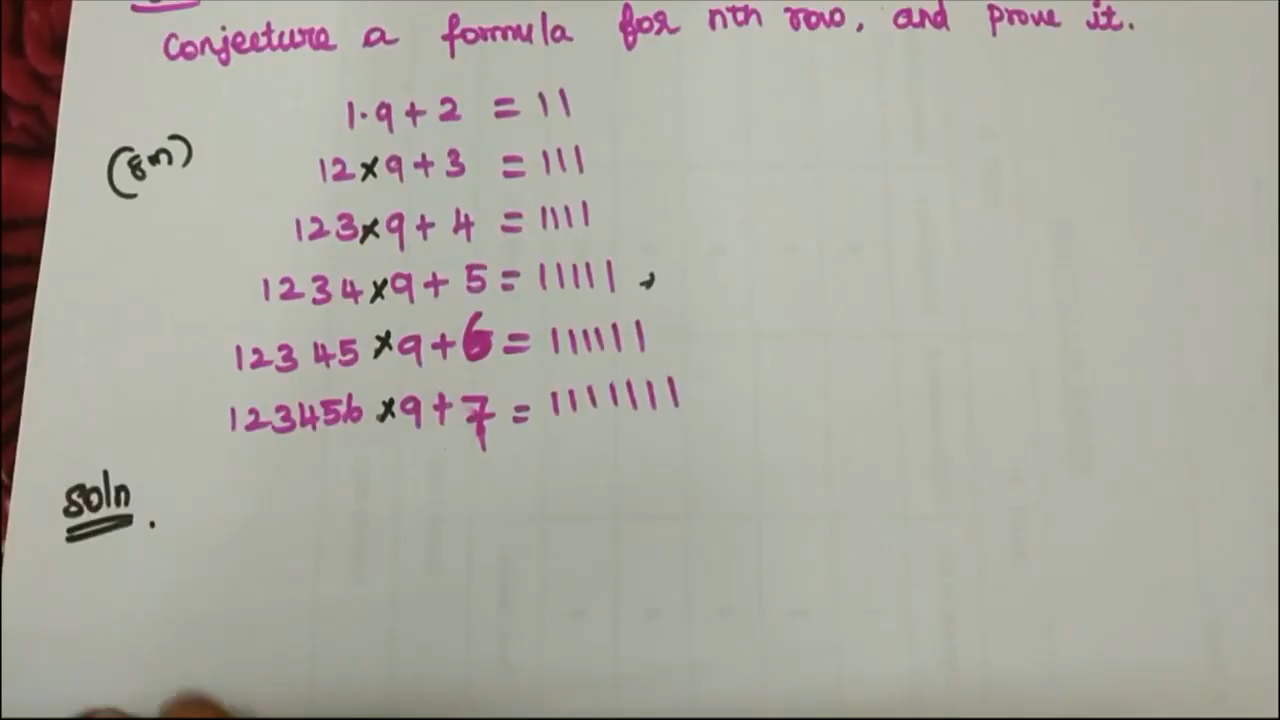 Conjecture a formula for nth row, and prove it.
1·9+2 = 11
(8m)
12×9+3 = 111
123×9+4 = 1111
1234×9+5=11111
12345×9+6=111111
123456×9+7=1111111
Soln.